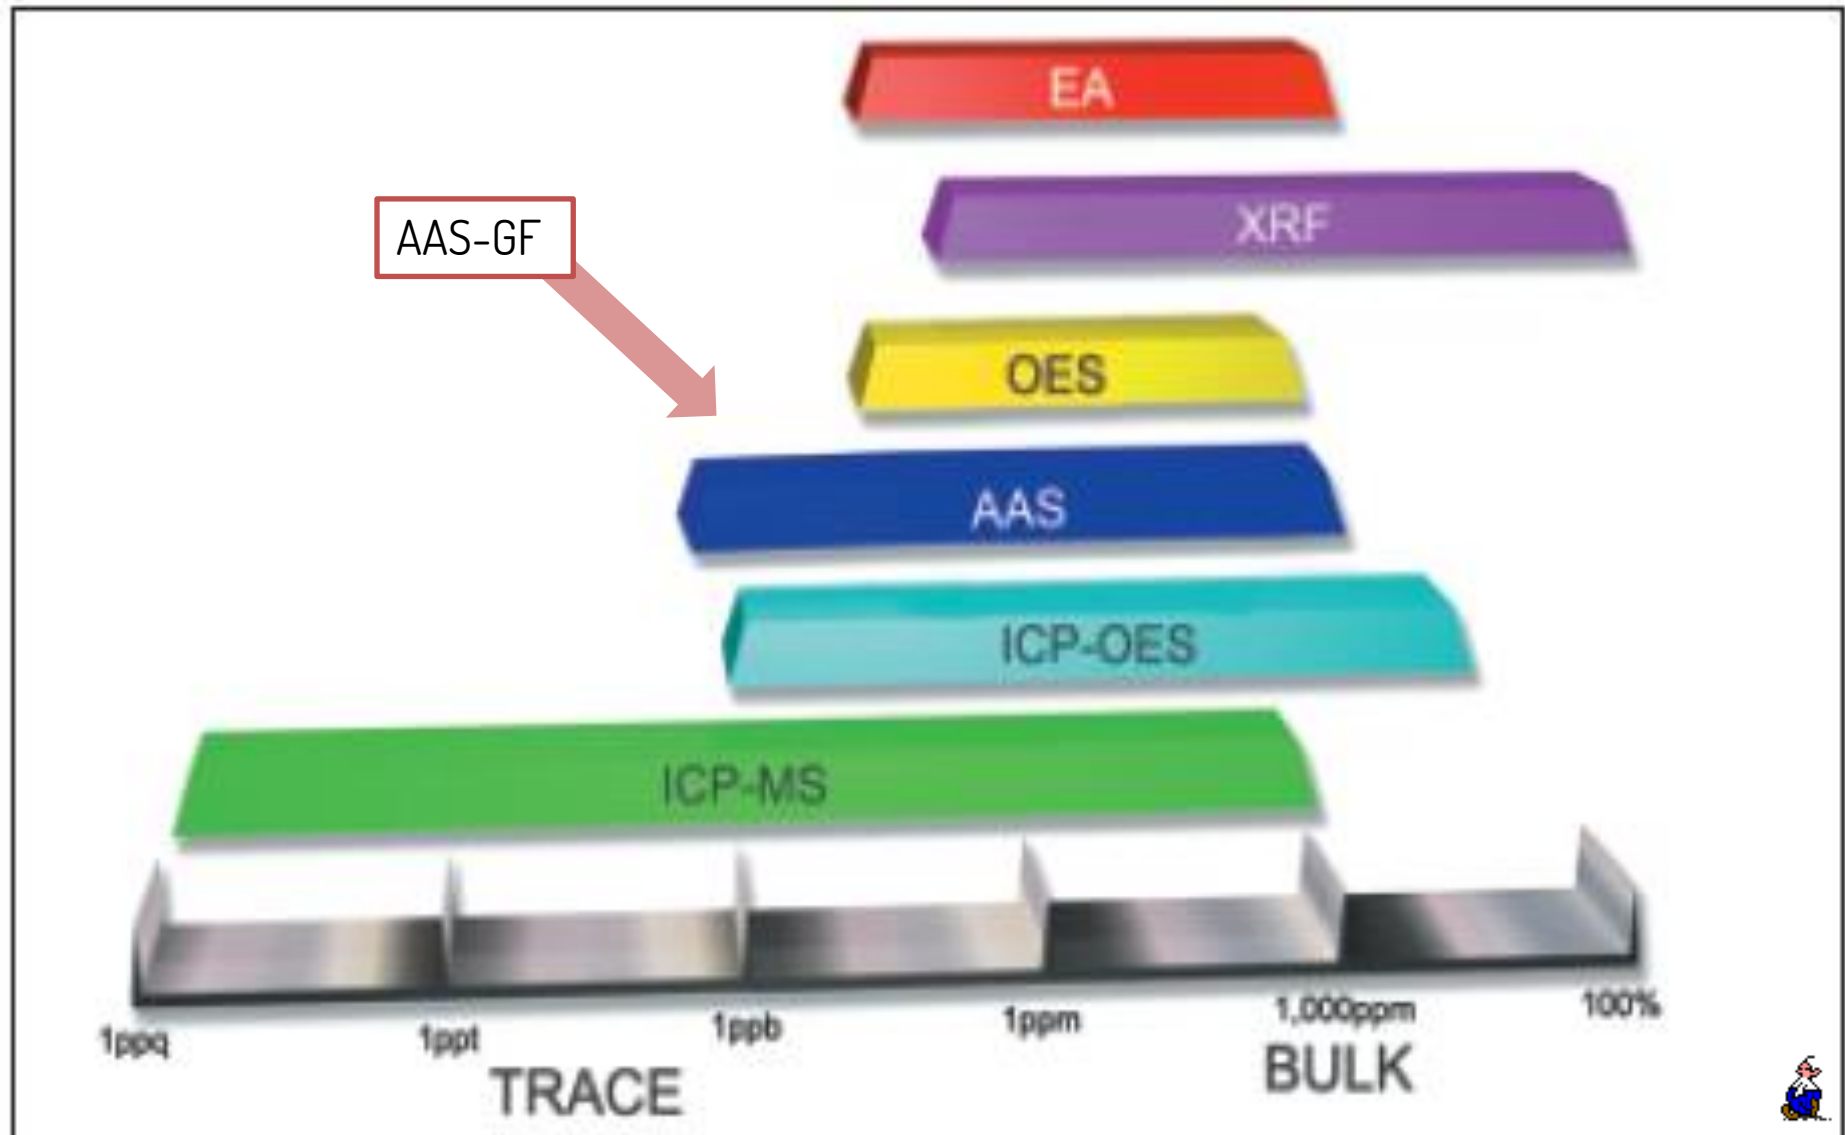 EA
XRF
AAS-GF
OES
AAS
ICP-OES
ICP-MS
1ppq
1ppt
1ppb
1ppm
1,000ppm
100%
TRACE
BULK